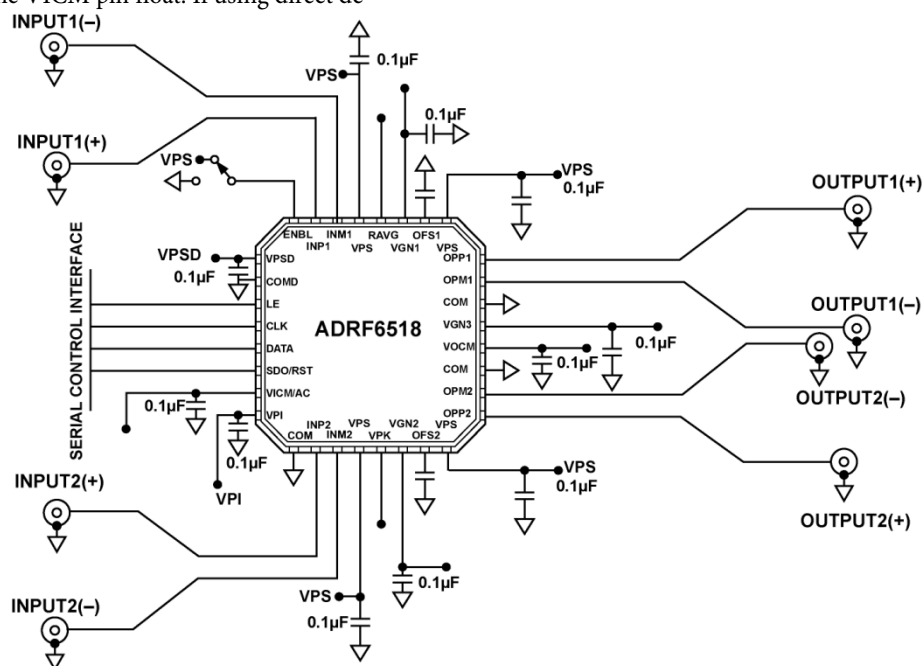 he VICM pin float. If using direct dc
INPUT1(–)
0.1µF
VPS
INPUT1(+)
0.1µF
VPS
VPS
0.1µF
OUTPUT1(+)
ENBL INM1 RAVG OFS1
INP1 VPS VGN1 VPS
VPSD
VPSD
OPP1
0.1µF
COMD
OPM1
SERIAL CONTROL INTERFACE
LE
COM
OUTPUT1(–)
CLK
ADRF6518
VGN3
0.1µF
DATA
VOCM
0.1µF
SDO/RST
COM
OUTPUT2(–)
VICM/AC
OPM2
0.1µF
VPI
OPP2
INP2 VPS VGN2 VPS
COM INM2 VPK OFS2
0.1µF
VPS
0.1µF
VPI
INPUT2(+)
OUTPUT2(+)
0.1µF
INPUT2(–)
VPS
0.1µF